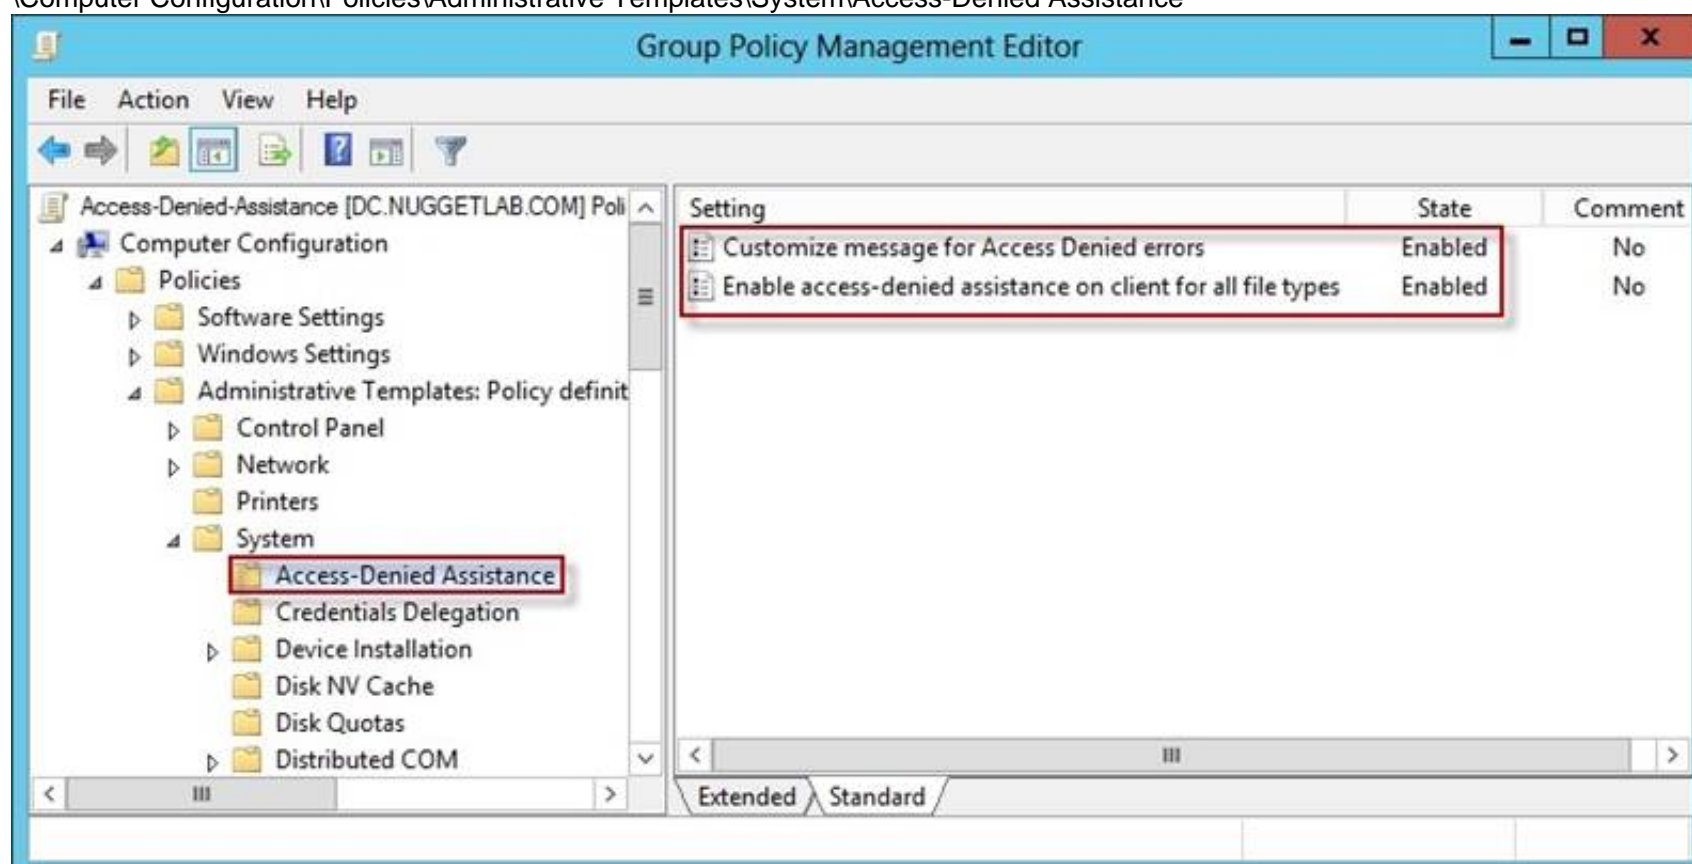 \Computer Configuration\Policies\Administrative Templates\System\Access-Denied Assistance
Group Policy Management Editor
File Action View Help
Access-Denied-Assistance [DC.NUGGETLAB.COM] Poli
Computer Configuration
Policies
Software Settings
Windows Settings
Administrative Templates: Policy definit
Control Panel
Network
Printers
System
Access-Denied Assistance
Credentials Delegation
Device Installation
Disk NV Cache
Disk Quotas
Distributed COM
Setting State Comment
Customize message for Access Denied errors Enabled No
Enable access-denied assistance on client for all file types Enabled No
Extended Standard